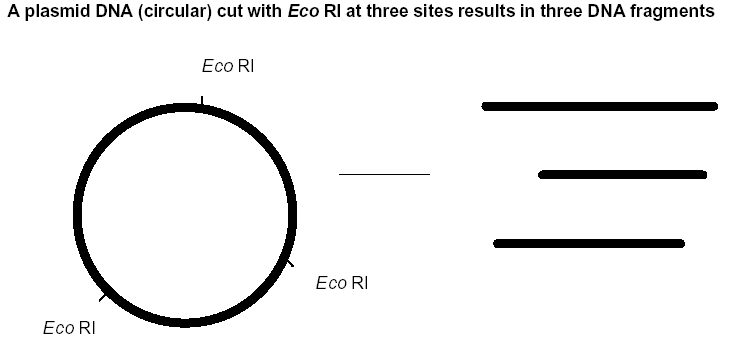 A plasmid DNA (circular) cut with Eco RI at three sites results in three DNA fragments
Eco RI
Eco RI
Eco RI